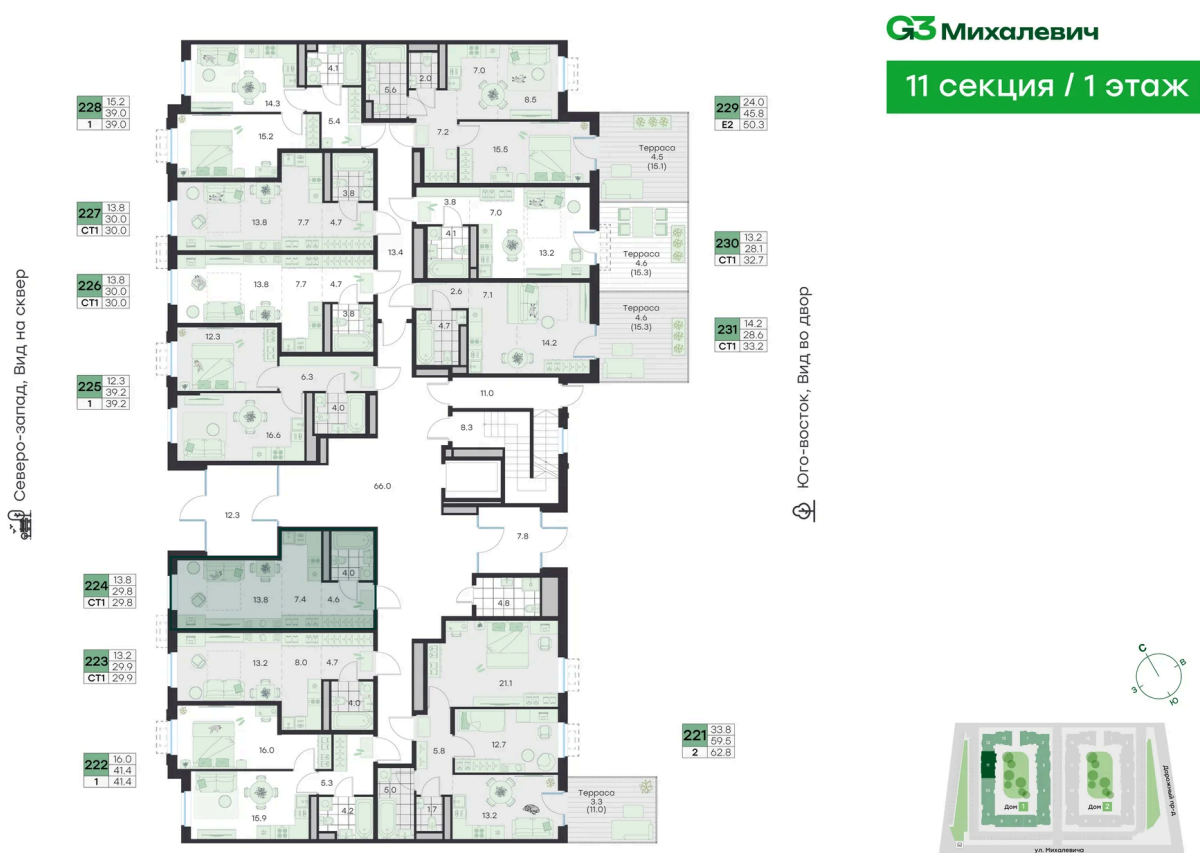 G3 Михалевич
11 секция / 1 этаж
Северо-запад, Вид на сквер
228 15.2
39.0
1 39.0
227 13.8
30.0
СТ1 30.0
226 13.8
30.0
СТ1 30.0
225 12.3
39.2
1 39.2
224 13.8
29.8
СТ1 29.8
223 13.2
29.9
СТ1 29.9
222 16.0
41.4
1 41.4
4.1
14.3
5.4
15.2
5.6
2.0
7.0
8.5
7.2
15.5
Терраса
4.5
(15.1)
3.8
13.8 7.7 4.7
3.8
7.0
4.1
13.2
Терраса
4.6
(15.3)
13.4
13.8 7.7 4.7
3.8
2.6
7.1
4.7
14.2
Терраса
4.6
(15.3)
12.3
6.3
4.0
16.6
11.0
8.3
66.0
12.3
7.8
4.0
13.8 7.4 4.6
4.8
13.2 8.0 4.7
4.0
21.1
16.0
5.3
4.2
15.9
5.8
12.7
5.0
1.7
13.2
Терраса
3.3
(11.0)
229 24.0
45.8
Е2 50.3
230 13.2
28.1
СТ1 32.7
231 14.2
28.6
СТ1 33.2
221 33.8
59.5
2 62.8
Юго-восток, Вид во двор
С
В
З
Ю
Дом 1
Дом 2
Дорожный пр-д
ул. Михалевича